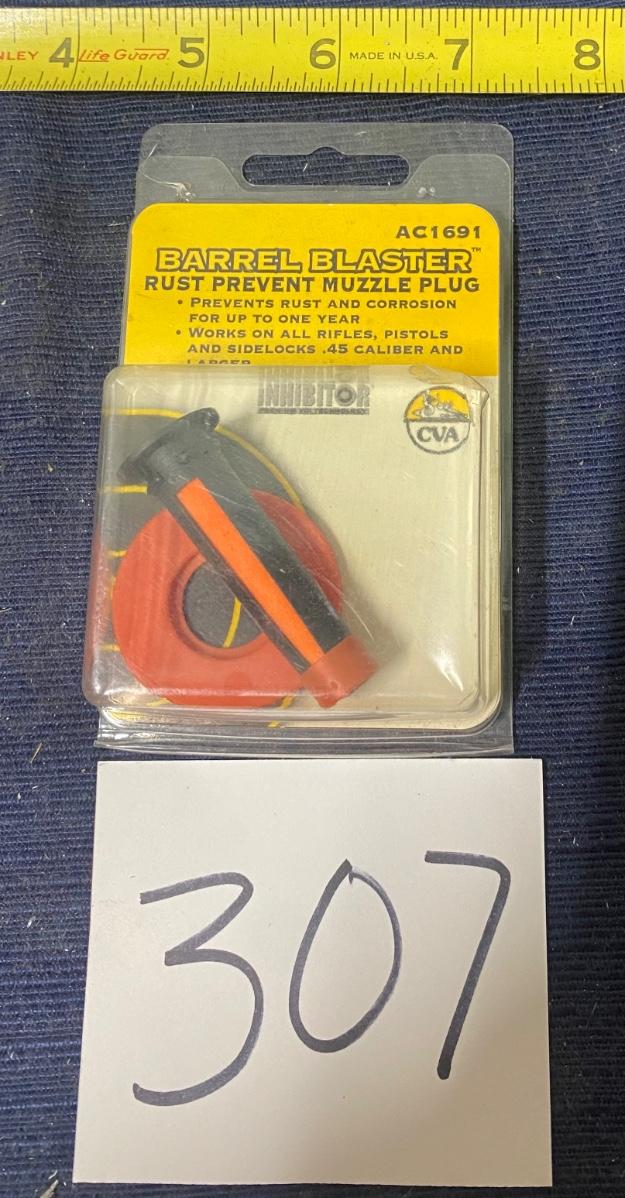 NLEY 4 Life Guard. 5 6 MADE IN U.S.A. 7 8
AC1691
BARREL BLASTER™
RUST PREVENT MUZZLE PLUG
• PREVENTS RUST AND CORROSION
FOR UP TO ONE YEAR
• WORKS ON ALL RIFLES, PISTOLS
AND SIDELOCKS .45 CALIBER AND
LARGER
INHIBITOR
CVA
307